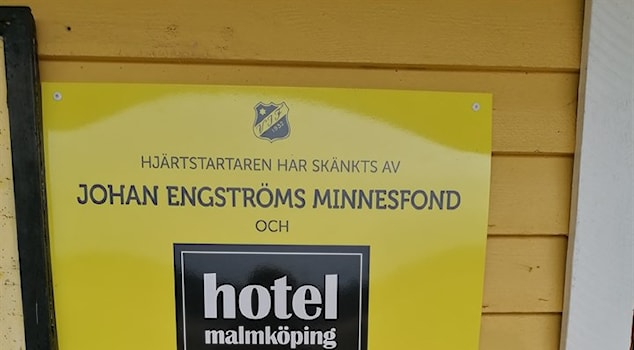 HJÄRTSTARTAREN HAR SKÄNKTS AV
JOHAN ENGSTRÖMS MINNESFOND
OCH
hotel
malmköping